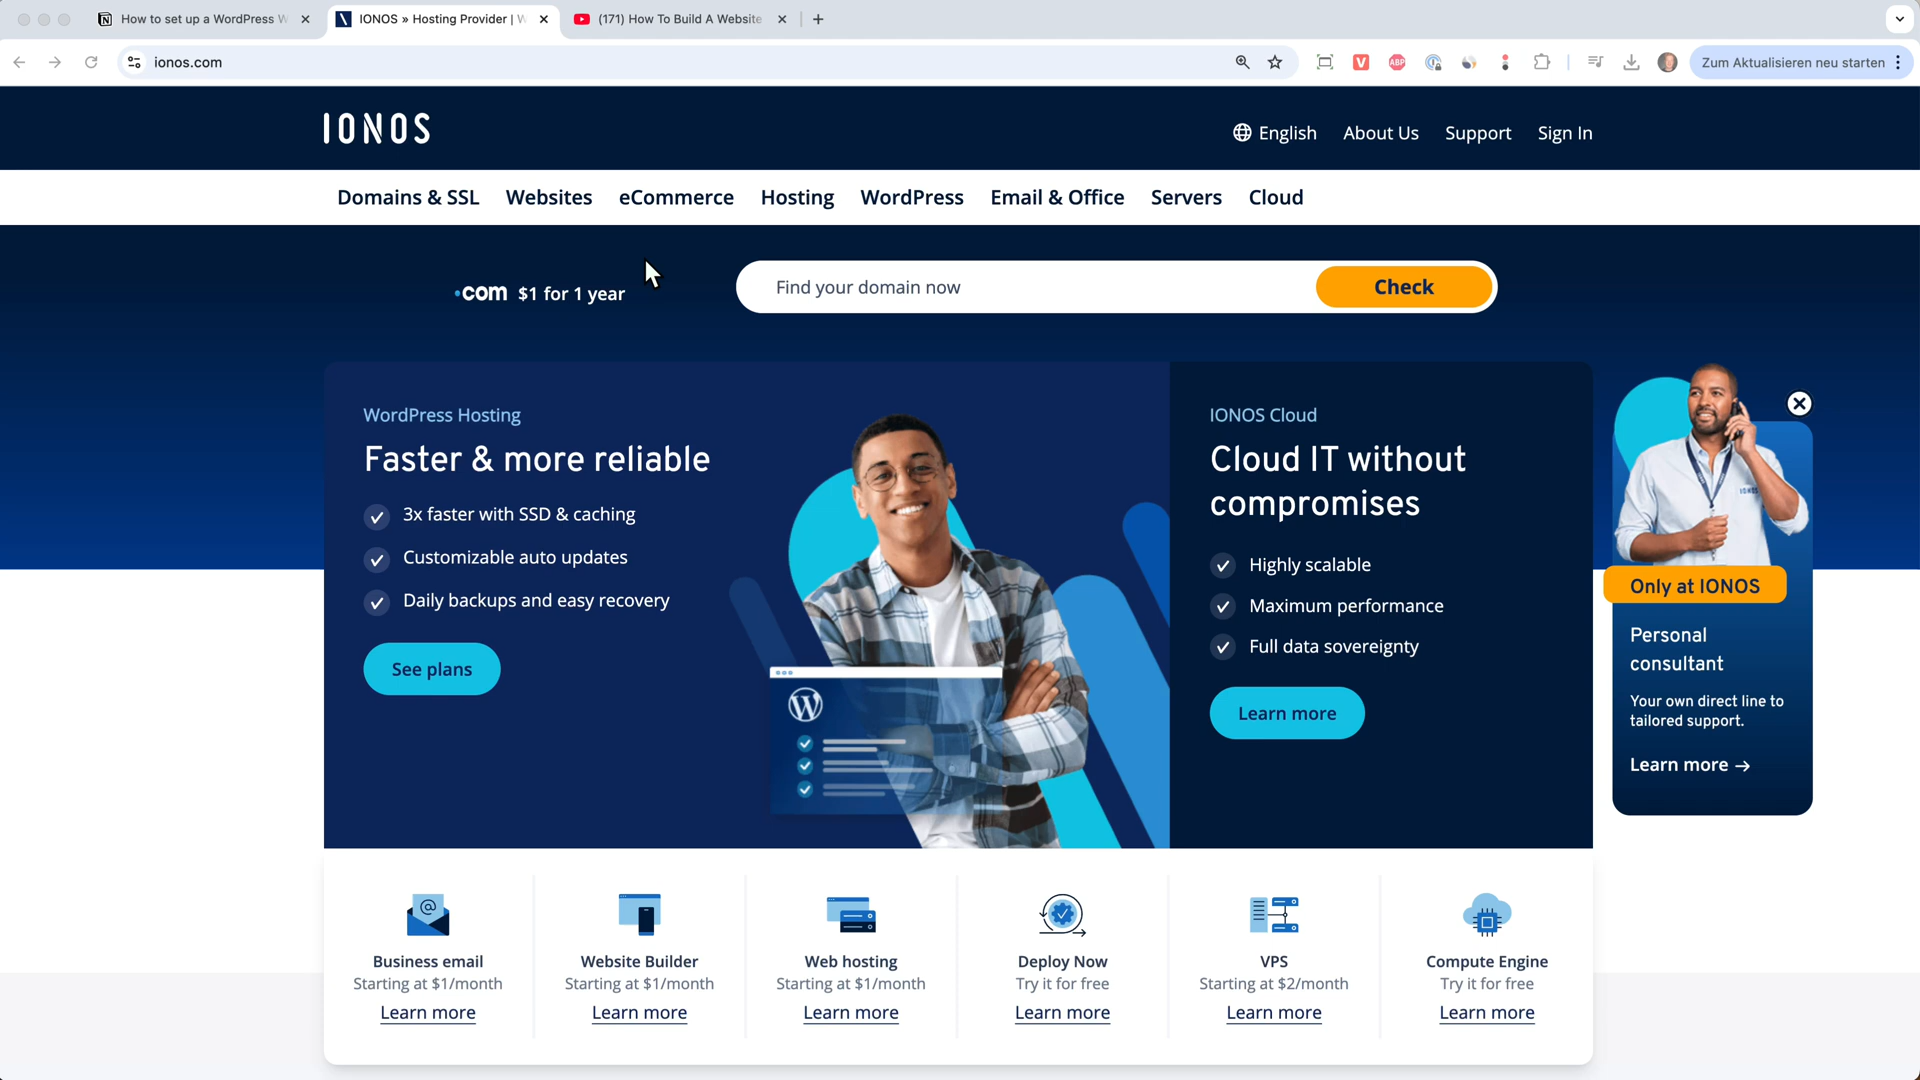 How to set up a WordPress W
IONOS » Hosting Provider | W
(171) How To Build A Website
ionos.com
ABP
Zum Aktualisieren neu starten
IONOS
English About Us Support Sign In
Domains & SSL Websites eCommerce Hosting WordPress Email & Office Servers Cloud
.com $1 for 1 year
Find your domain now
Check
WordPress Hosting
Faster & more reliable
3x faster with SSD & caching
Customizable auto updates
Daily backups and easy recovery
See plans
IONOS Cloud
Cloud IT without
compromises
Highly scalable
Maximum performance
Full data sovereignty
Learn more
IONOS
Only at IONOS
Personal
consultant
Your own direct line to
tailored support.
Learn more →
Business email
Starting at $1/month
Learn more
Website Builder
Starting at $1/month
Learn more
Web hosting
Starting at $1/month
Learn more
Deploy Now
Try it for free
Learn more
VPS
Starting at $2/month
Learn more
Compute Engine
Try it for free
Learn more